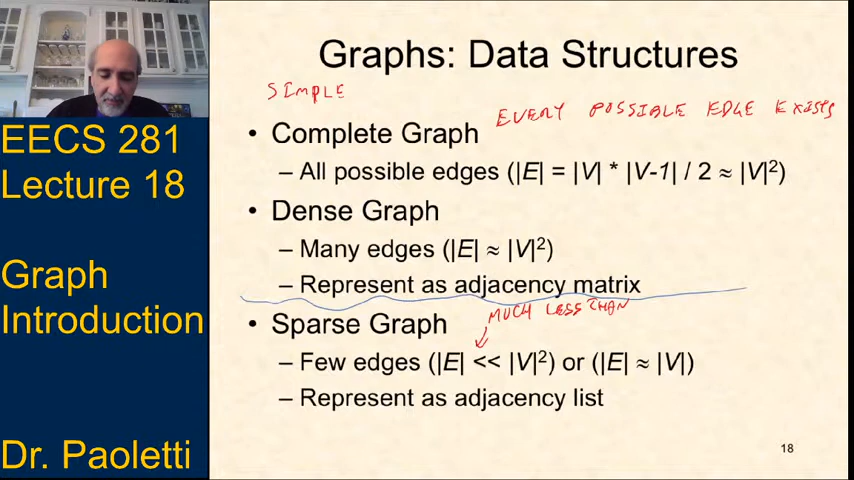 EECS 281
Lecture 18
Graph
Introduction
Dr. Paoletti
Graphs: Data Structures
SIMPLE
EVERY POSSIBLE EDGE EXISTS
• Complete Graph
– All possible edges (|E| = |V| * |V-1| / 2 ≈ |V|²)
• Dense Graph
– Many edges (|E| ≈ |V|²)
– Represent as adjacency matrix
MUCH LESS THAN
• Sparse Graph
– Few edges (|E| << |V|²) or (|E| ≈ |V|)
– Represent as adjacency list
18